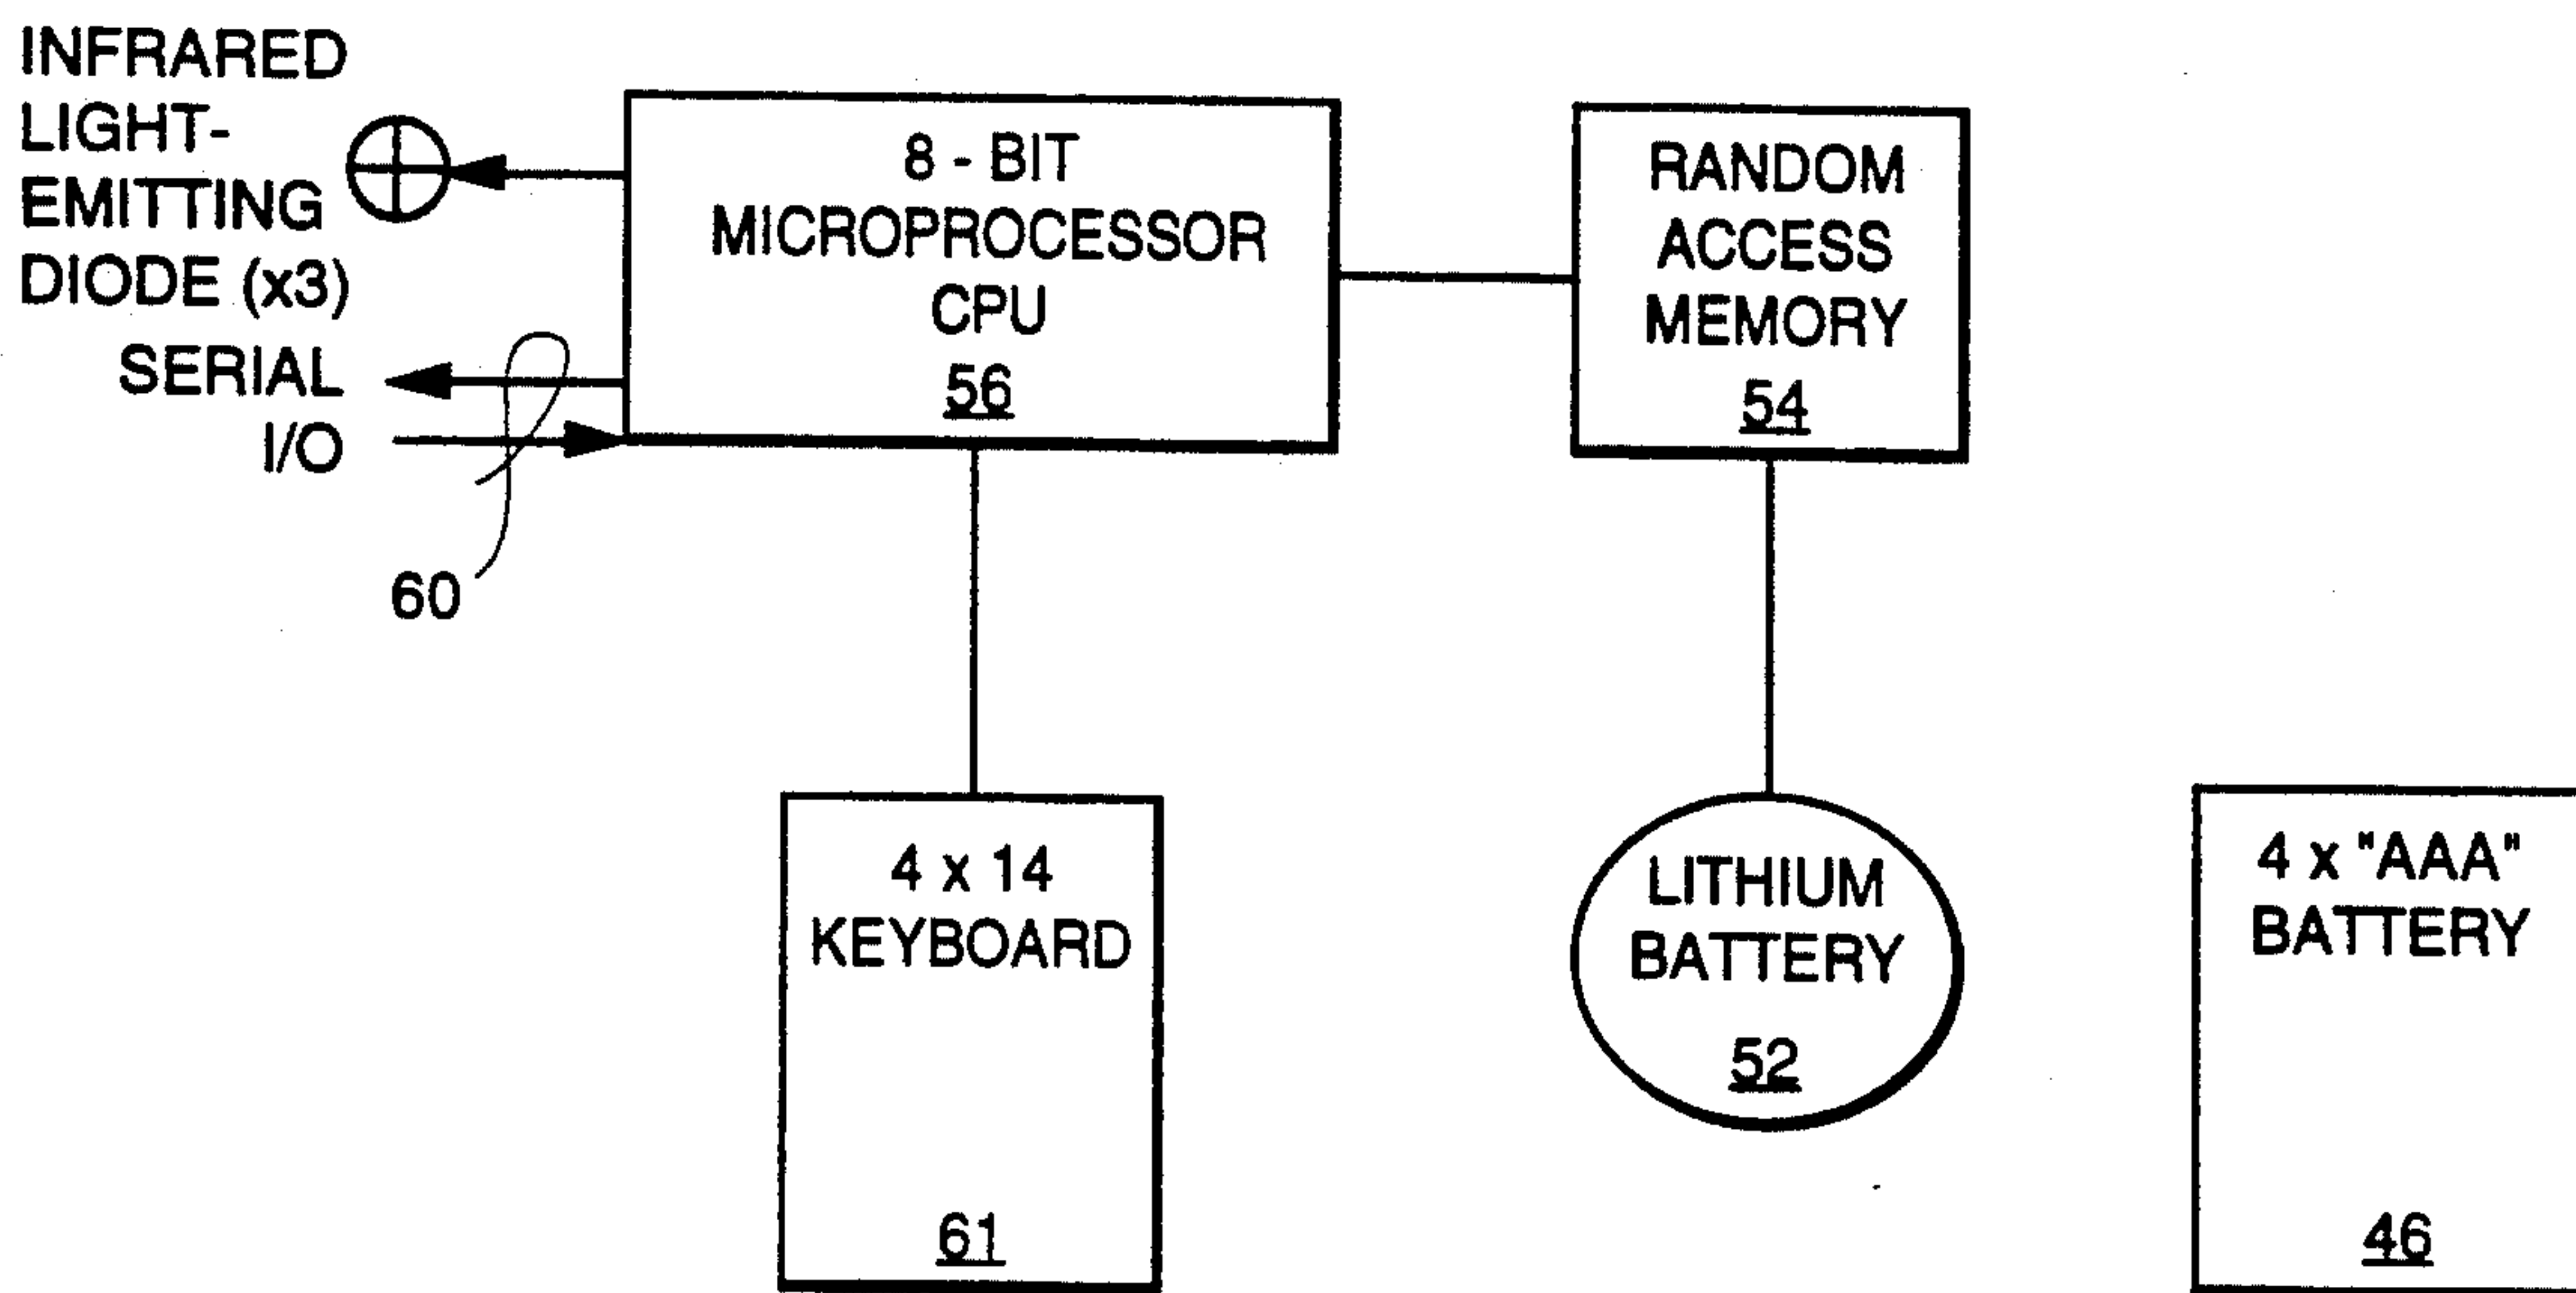 INFRARED
LIGHT-
EMITTING
DIODE (x3)
SERIAL
I/O
60
8 - BIT
MICROPROCESSOR
CPU
56
RANDOM
ACCESS
MEMORY
54
4 x 14
KEYBOARD
61
LITHIUM
BATTERY
52
4 x "AAA"
BATTERY
46